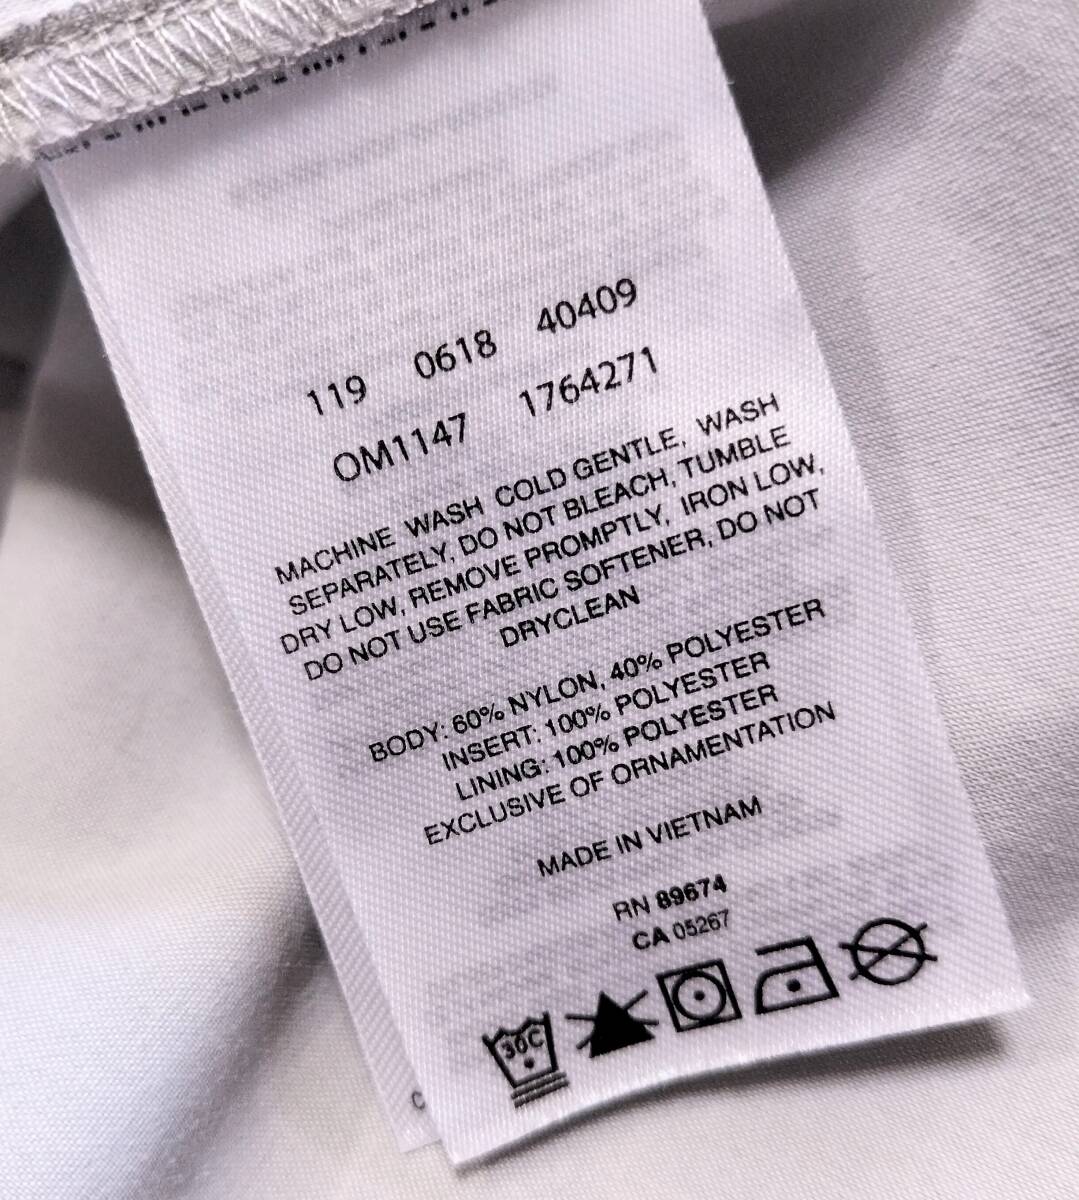 119 0618 40409
OM1147 1764271
MACHINE WASH COLD GENTLE, WASH
SEPARATELY, DO NOT BLEACH, TUMBLE
DRY LOW, REMOVE PROMPTLY, IRON LOW,
DO NOT USE FABRIC SOFTENER, DO NOT
DRYCLEAN
BODY: 60% NYLON, 40% POLYESTER
INSERT: 100% POLYESTER
LINING: 100% POLYESTER
EXCLUSIVE OF ORNAMENTATION
MADE IN VIETNAM
RN 89674
CA 05267
30C
C